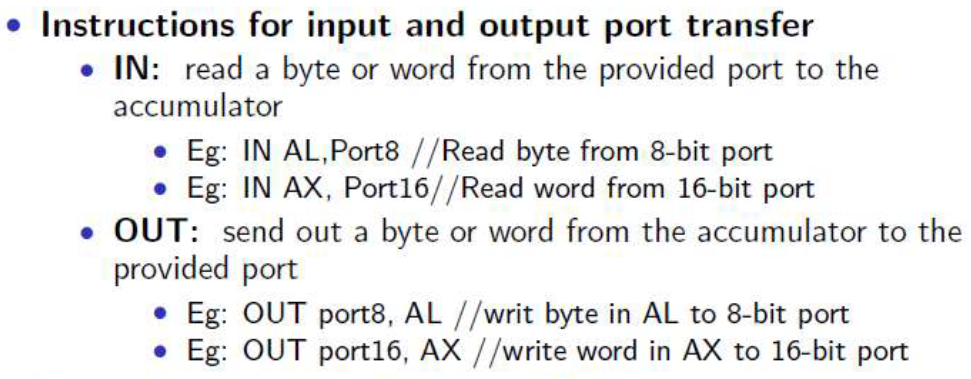 • Instructions for input and output port transfer
• IN: read a byte or word from the provided port to the
accumulator
• Eg: IN AL,Port8 //Read byte from 8-bit port
• Eg: IN AX, Port16//Read word from 16-bit port
• OUT: send out a byte or word from the accumulator to the
provided port
• Eg: OUT port8, AL //writ byte in AL to 8-bit port
• Eg: OUT port16, AX //write word in AX to 16-bit port